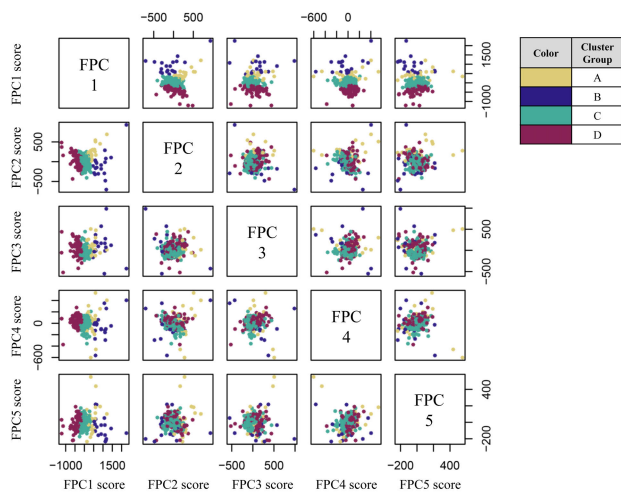 -500 500
-600 0
FPC1 score
FPC
1
-1000 1500
Color
Cluster
Group
A
B
C
D
FPC2 score
-500 500
FPC
2
FPC3 score
FPC
3
-500 500
FPC4 score
-600 0
FPC
4
FPC5 score
FPC
5
-200 400
-1000 1500
-500 500
-200 400
FPC1 score
FPC2 score
FPC3 score
FPC4 score
FPC5 score